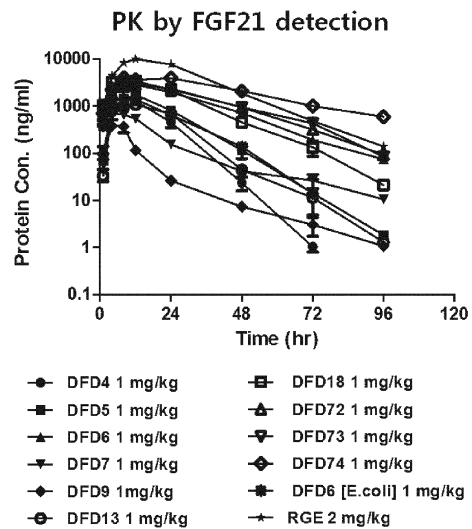 PK by FGF21 detection
Protein Con. (ng/ml)
10000
1000
100
10
1
0.1
0 24 48 72 96 120
Time (hr)
DFD4 1 mg/kg
DFD5 1 mg/kg
DFD6 1 mg/kg
DFD7 1 mg/kg
DFD9 1mg/kg
DFD13 1 mg/kg
DFD18 1 mg/kg
DFD72 1 mg/kg
DFD73 1 mg/kg
DFD74 1 mg/kg
DFD6 [E.coli] 1 mg/kg
RGE 2 mg/kg